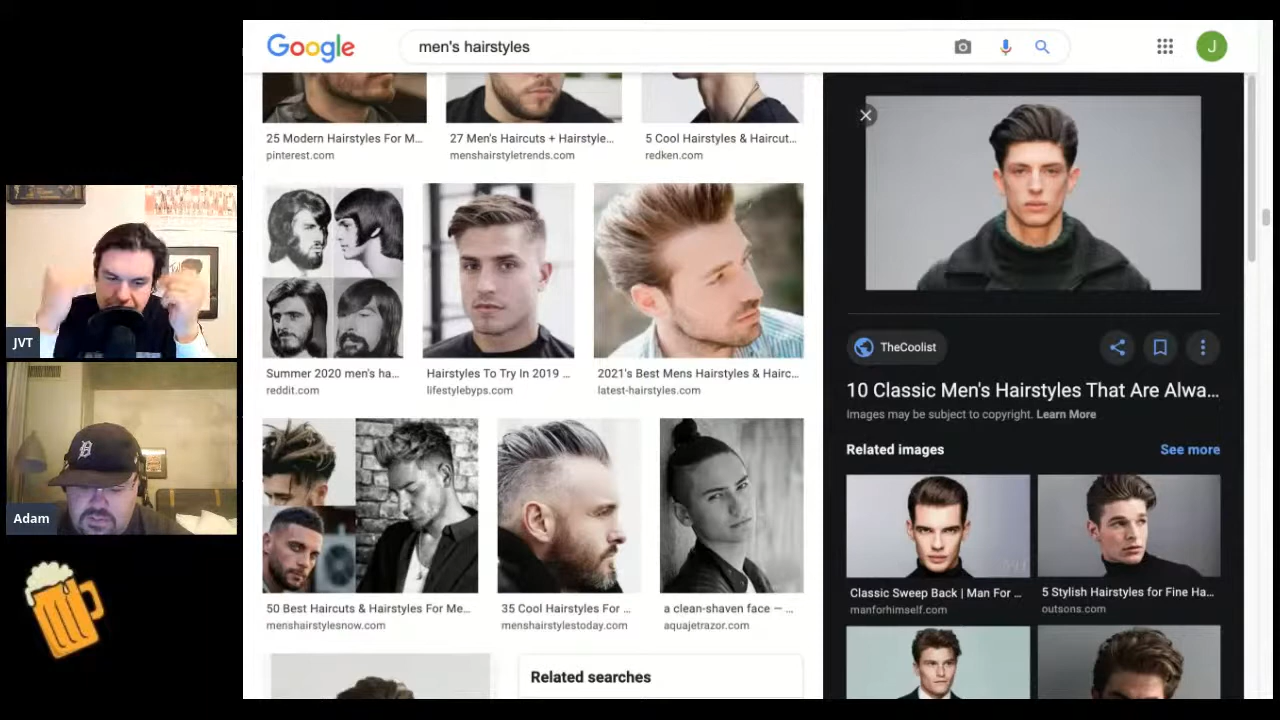 Google
men's hairstyles
J
25 Modern Hairstyles For M...
pinterest.com
27 Men's Haircuts + Hairstyle...
menshairstyletrends.com
5 Cool Hairstyles & Haircut...
redken.com
Summer 2020 men's ha...
reddit.com
Hairstyles To Try In 2019 ...
lifestylebyps.com
2021's Best Mens Hairstyles & Hairc...
latest-hairstyles.com
50 Best Haircuts & Hairstyles For Me...
menshairstylesnow.com
35 Cool Hairstyles For ...
menshairstylestoday.com
a clean-shaven face — ...
aquajetrazor.com
Related searches
TheCoolist
10 Classic Men's Hairstyles That Are Alwa...
Images may be subject to copyright. Learn More
Related images
See more
Classic Sweep Back | Man For ...
manforhimself.com
5 Stylish Hairstyles for Fine Ha...
outsons.com
JVT
Adam